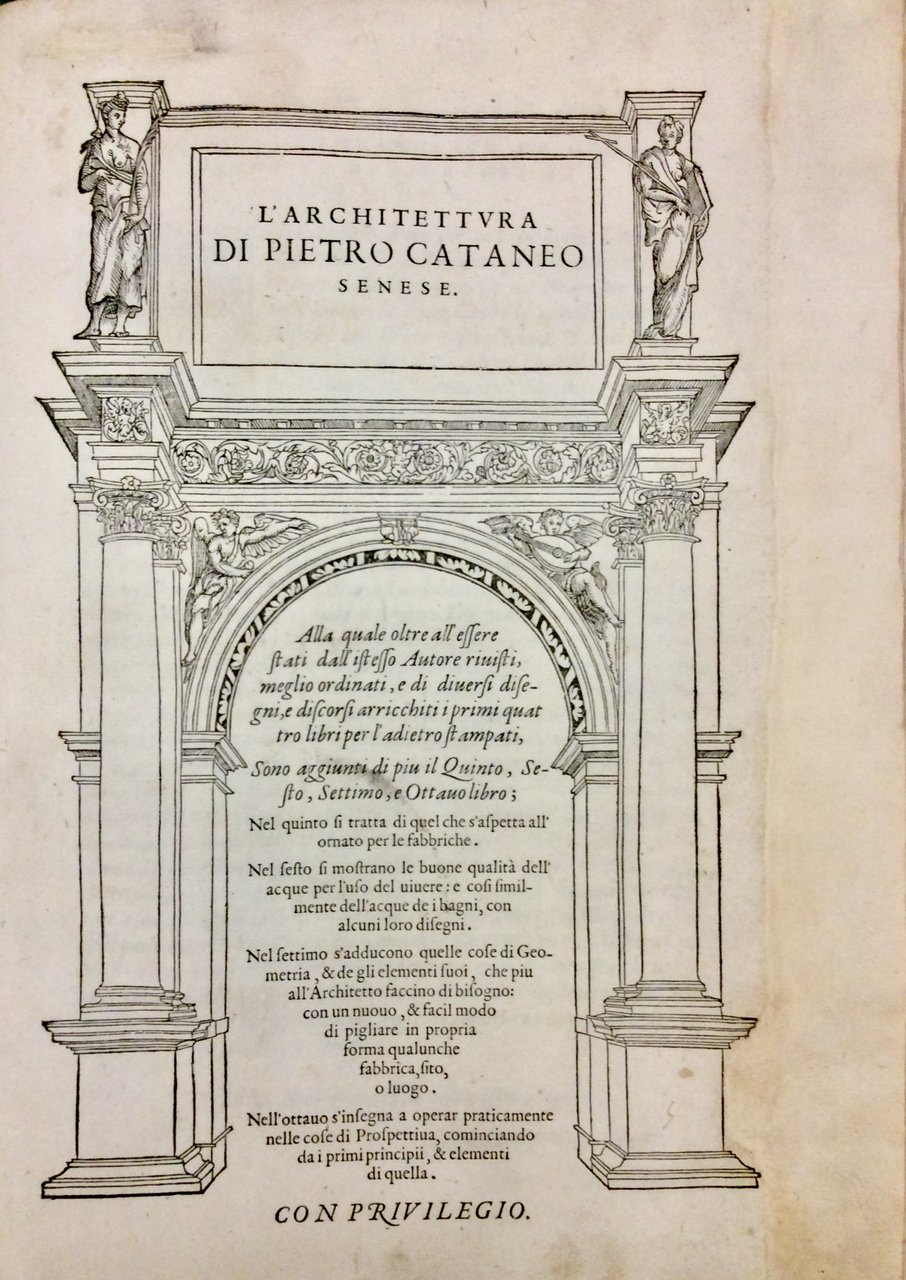 L'ARCHITETTVRA
DI PIETRO CATANEO
SENESE.
Alla quale oltre all'eſſere
ſtati dall'iſteſſo Autore riuiſti,
meglio ordinati, e di diuerſi diſe-
gni, e diſcorſi arricchiti i primi quat
tro libri per l'adietro ſtampati,
Sono aggiunti di piu il Quinto, Se-
ſto, Settimo, e Ottauo libro;
Nel quinto ſi tratta di quel che s'aſpetta all'
ornato per le fabbriche.
Nel ſeſto ſi moſtrano le buone qualità dell'
acque per l'uſo del uiuere: e coſi ſimil-
mente dell'acque de i bagni, con
alcuni loro diſegni.
Nel ſettimo s'adducono quelle coſe di Geo-
metria, & de gli elementi ſuoi, che piu
all'Architetto faccino di biſogno:
con un nuouo, & facil modo
di pigliare in propria
forma qualunche
fabbrica, ſito,
o luogo.
Nell'ottauo s'inſegna a operar praticamente
nelle coſe di Proſpettiua, cominciando
da i primi principii, & elementi
di quella.
CON PRIVILEGIO.